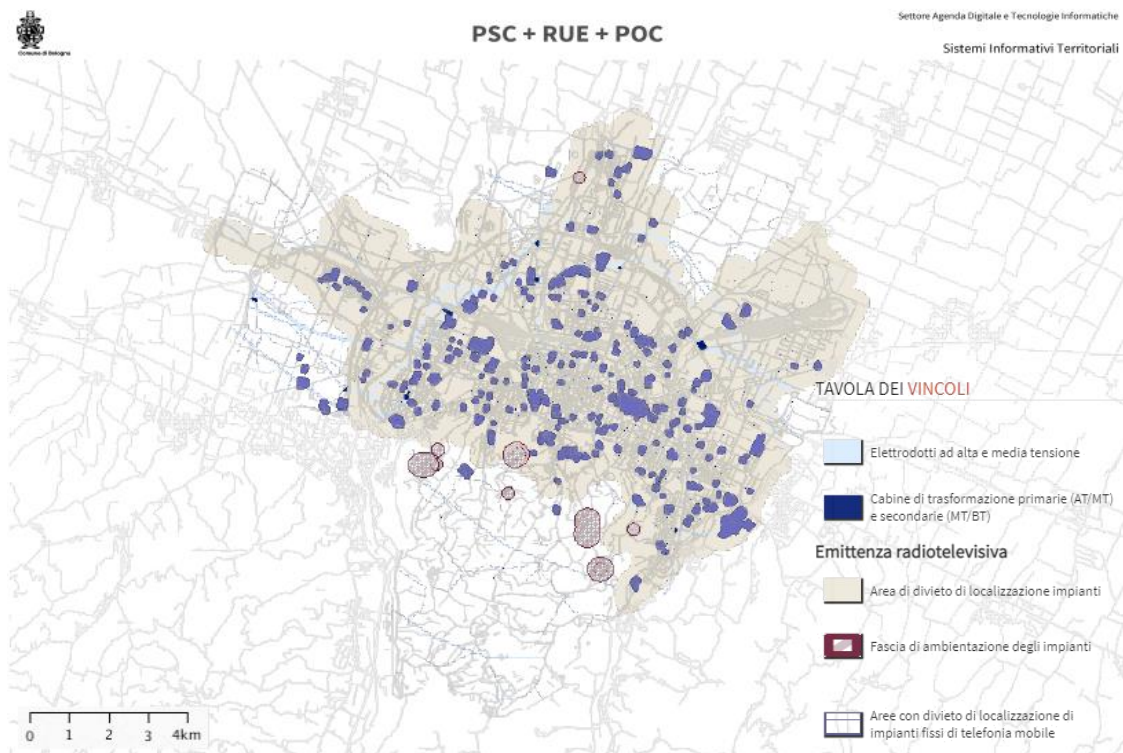 Comune di Bologna
PSC + RUE + POC
Settore Agenda Digitale e Tecnologie Informatiche
Sistemi Informativi Territoriali
TAVOLA DEI VINCOLI
Elettrodotti ad alta e media tensione
Cabine di trasformazione primarie (AT/MT)
e secondarie (MT/BT)
Emittenza radiotelevisiva
Area di divieto di localizzazione impianti
Fascia di ambientazione degli impianti
Aree con divieto di localizzazione di
impianti fissi di telefonia mobile
0 1 2 3 4km